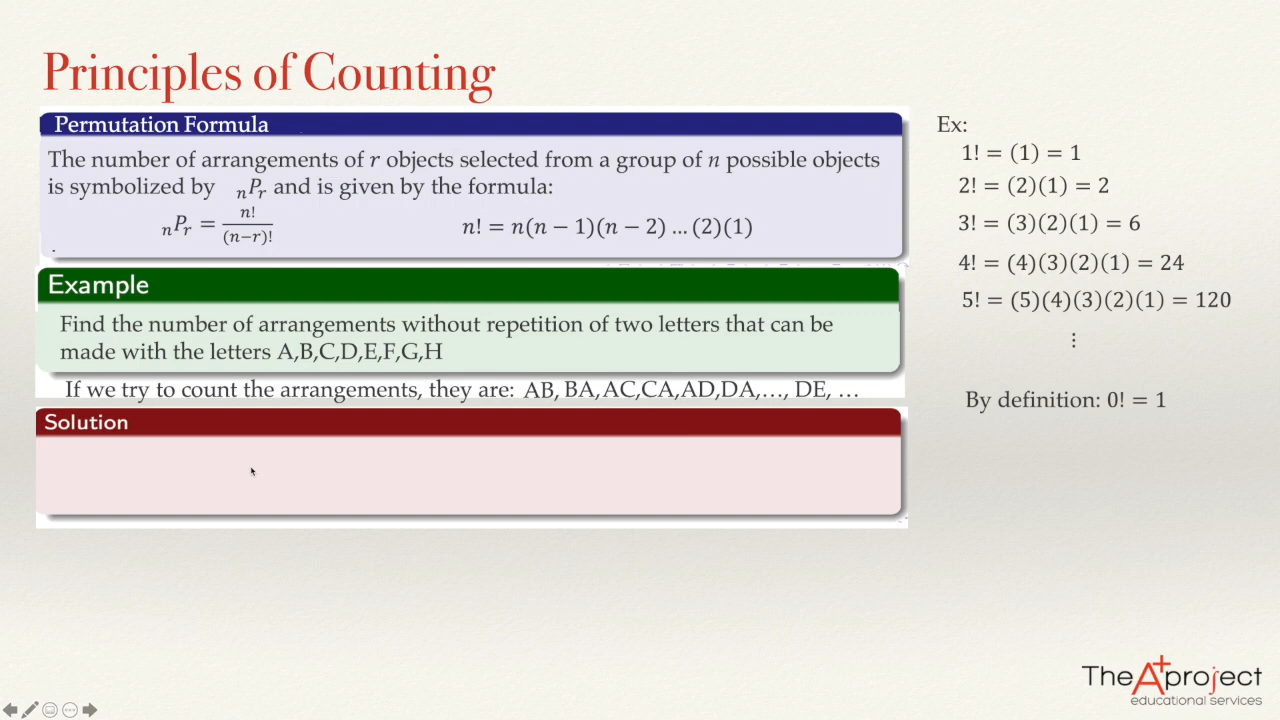 Principles of Counting
Permutation Formula
The number of arrangements of r objects selected from a group of n possible objects
is symbolized by nPr and is given by the formula:
nPr = n!/(n−r)!   n! = n(n − 1)(n − 2) … (2)(1)
Example
Find the number of arrangements without repetition of two letters that can be
made with the letters A,B,C,D,E,F,G,H
If we try to count the arrangements, they are: AB, BA, AC, CA, AD, DA, …, DE, …
Solution
Ex:
1! = (1) = 1
2! = (2)(1) = 2
3! = (3)(2)(1) = 6
4! = (4)(3)(2)(1) = 24
5! = (5)(4)(3)(2)(1) = 120
⋮
By definition: 0! = 1
The A+ project
educational services